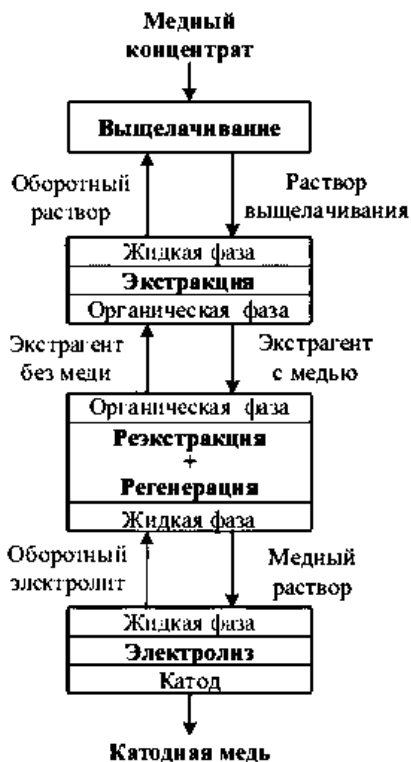 Медный
концентрат
Выщелачивание
Оборотный
раствор
Раствор
выщелачивания
Жидкая фаза
Экстракция
Органическая фаза
Экстрагент
без меди
Экстрагент
с медью
Органическая фаза
Реэкстракция
+
Регенерация
Жидкая фаза
Оборотный
электролит
Медный
раствор
Жидкая фаза
Электролиз
Катод
Катодная медь